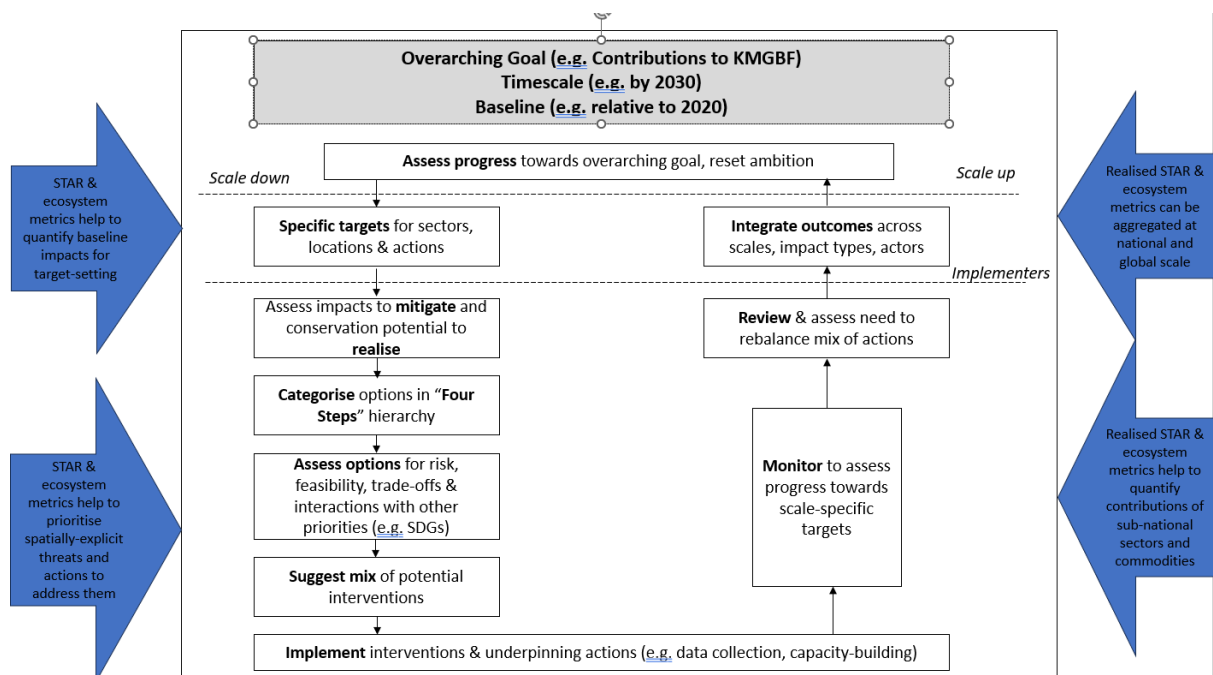 Overarching Goal (e.g. Contributions to KMGBF)
Timescale (e.g. by 2030)
Baseline (e.g. relative to 2020)
Assess progress towards overarching goal, reset ambition
Scale down
Scale up
STAR &
ecosystem
metrics help to
quantify baseline
impacts for
target-setting
Specific targets for sectors,
locations & actions
Integrate outcomes across
scales, impact types, actors
Realised STAR &
ecosystem
metrics can be
aggregated at
national and
global scale
Implementers
Assess impacts to mitigate and
conservation potential to
realise
Review & assess need to
rebalance mix of actions
Categorise options in “Four
Steps” hierarchy
STAR &
ecosystem
metrics help to
prioritise
spatially-explicit
threats and
actions to
address them
Assess options for risk,
feasibility, trade-offs &
interactions with other
priorities (e.g. SDGs)
Monitor to assess
progress towards
scale-specific
targets
Realised STAR &
ecosystem
metrics help to
quantify
contributions of
sub-national
sectors and
commodities
Suggest mix of potential
interventions
Implement interventions & underpinning actions (e.g. data collection, capacity-building)